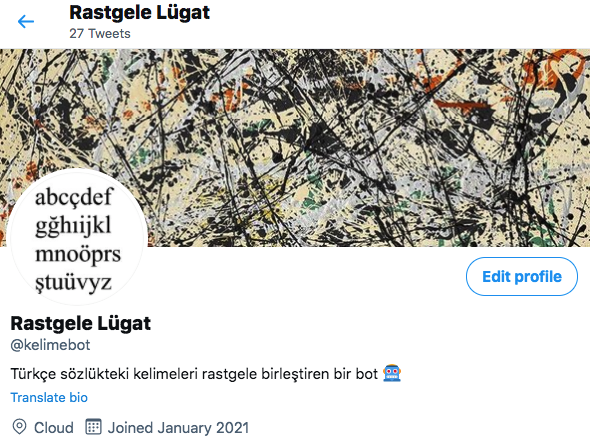 Rastgele Lügat
27 Tweets
abcçdef
gğhıijkl
mnoöprs
ştuüvyz
Edit profile
Rastgele Lügat
@kelimebot
Türkçe sözlükteki kelimeleri rastgele birleştiren bir bot 🤖
Translate bio
Cloud Joined January 2021